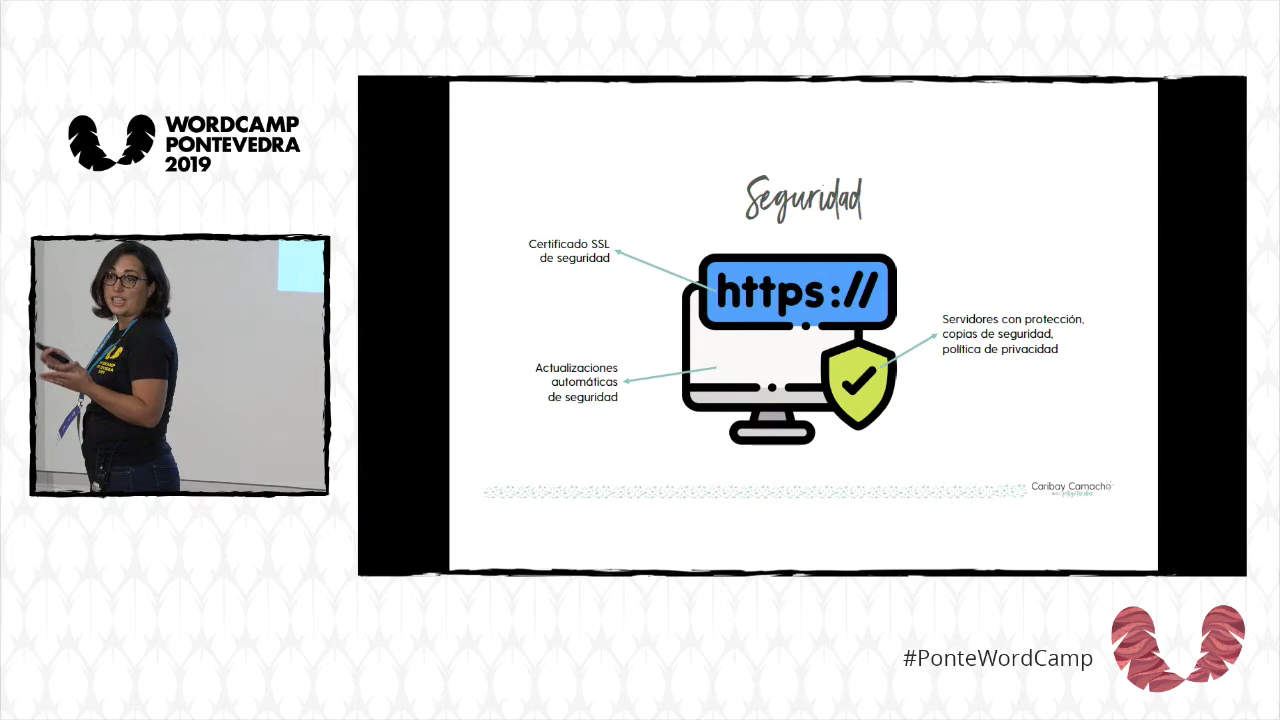 WORDCAMP
PONTEVEDRA
2019
Seguridad
Certificado SSL
de seguridad
https://
Servidores con protección,
copias de seguridad,
política de privacidad
Actualizaciones
automáticas
de seguridad
Caribay Camacho
#PonteWordCamp